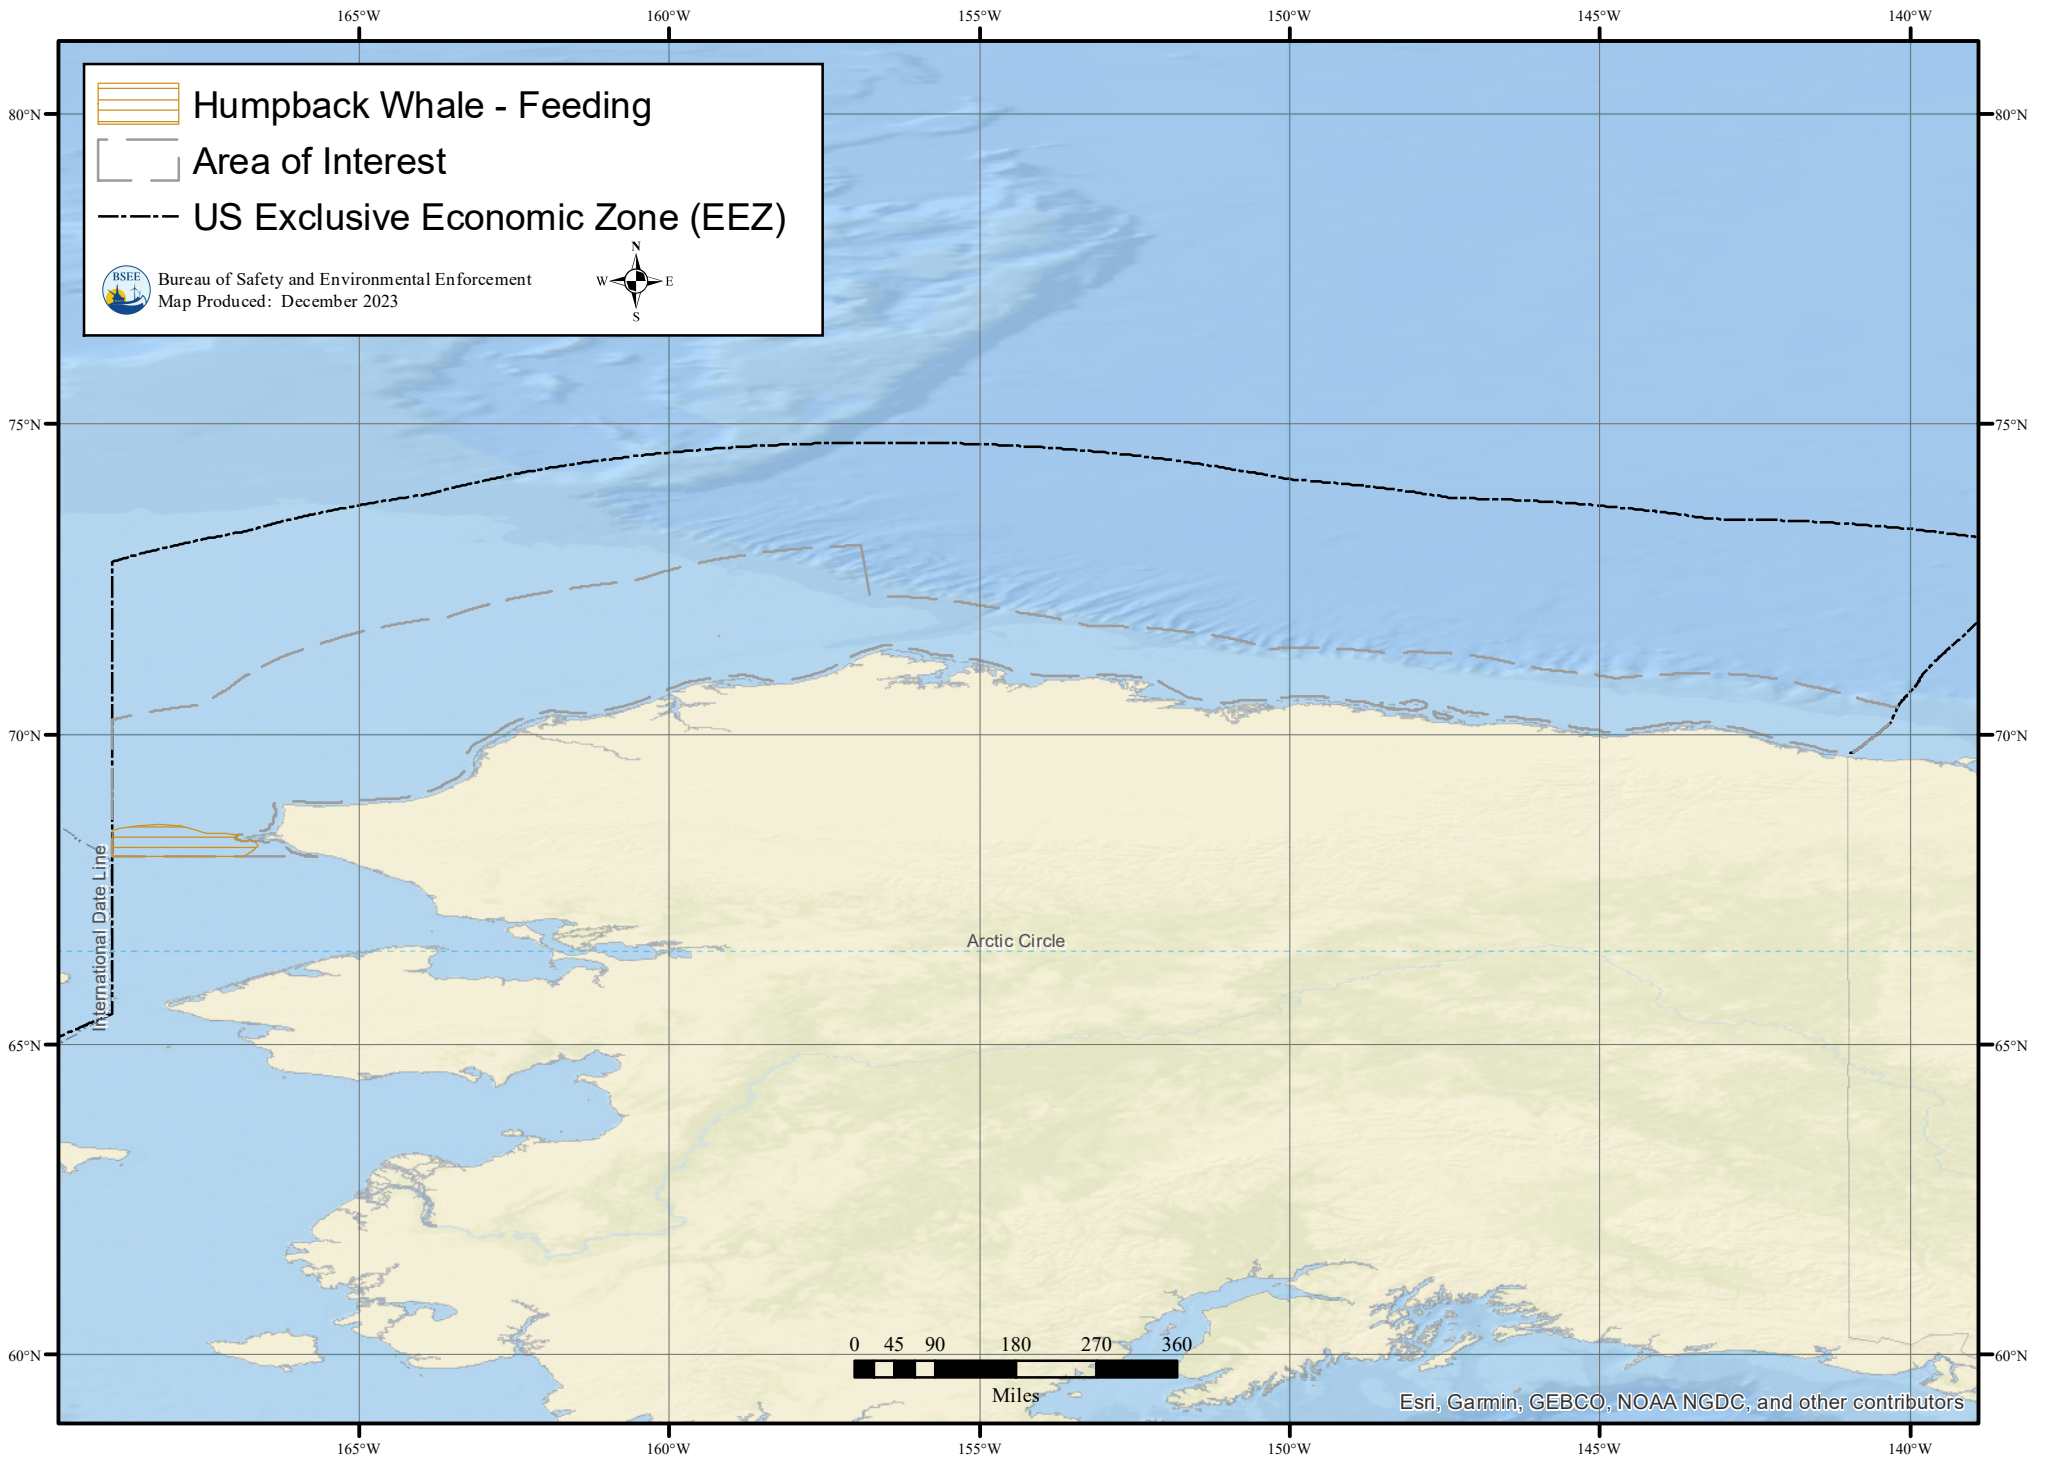 165°W 160°W 155°W 150°W 145°W 140°W
Humpback Whale - Feeding
Area of Interest
US Exclusive Economic Zone (EEZ)
BSEE
Bureau of Safety and Environmental Enforcement
Map Produced: December 2023
N
W E
S
80°N 80°N
75°N 75°N
70°N 70°N
International Date Line
Arctic Circle
65°N 65°N
60°N 60°N
0 45 90 180 270 360
Miles
Esri, Garmin, GEBCO, NOAA NGDC, and other contributors
165°W 160°W 155°W 150°W 145°W 140°W